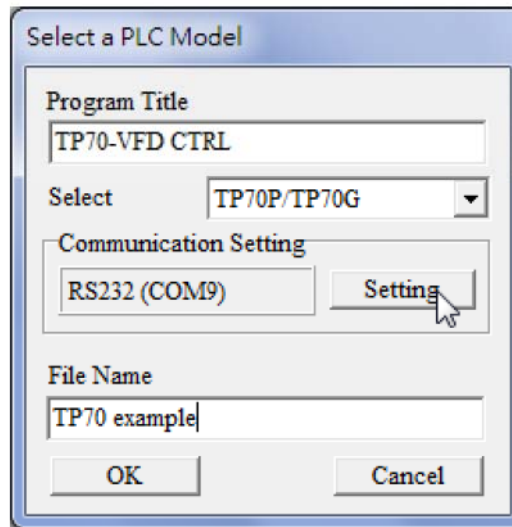 Select a PLC Model
Program Title
TP70-VFD CTRL
Select TP70P/TP70G
Communication Setting
RS232 (COM9) Setting
File Name
TP70 example
OK Cancel